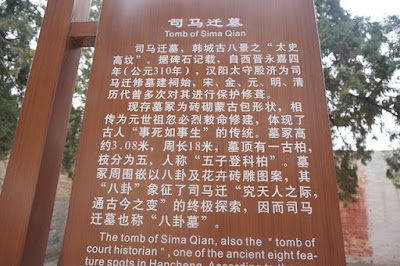 司马迁墓
Tomb of Sima Qian
司马迁墓，韩城古八景之“太史
高坟”。据碑石记载，自西晋永嘉四
年（公元310年），汉阳太守殷济为司
马迁修墓建祠始，宋、金、元、明、清
历代曾多次对其进行保护修葺。
现存墓冢为砖砌蒙古包形状，相
传为元世祖忽必烈敕命修建，体现了
古人“事死如事生”的传统。墓冢高
约3.08米，周长18米，墓顶有一古柏，
枝分为五，人称“五子登科柏”。墓
冢周围嵌以八卦及花卉砖雕图案，其
“八卦”象征了司马迁“究天人之际，
通古今之变”的终极探索，因而司马
迁墓也称“八卦墓”。
The tomb of Sima Qian, also the "tomb of
court historian", one of the ancient eight fea-
ture spots in Hancheng. According to the